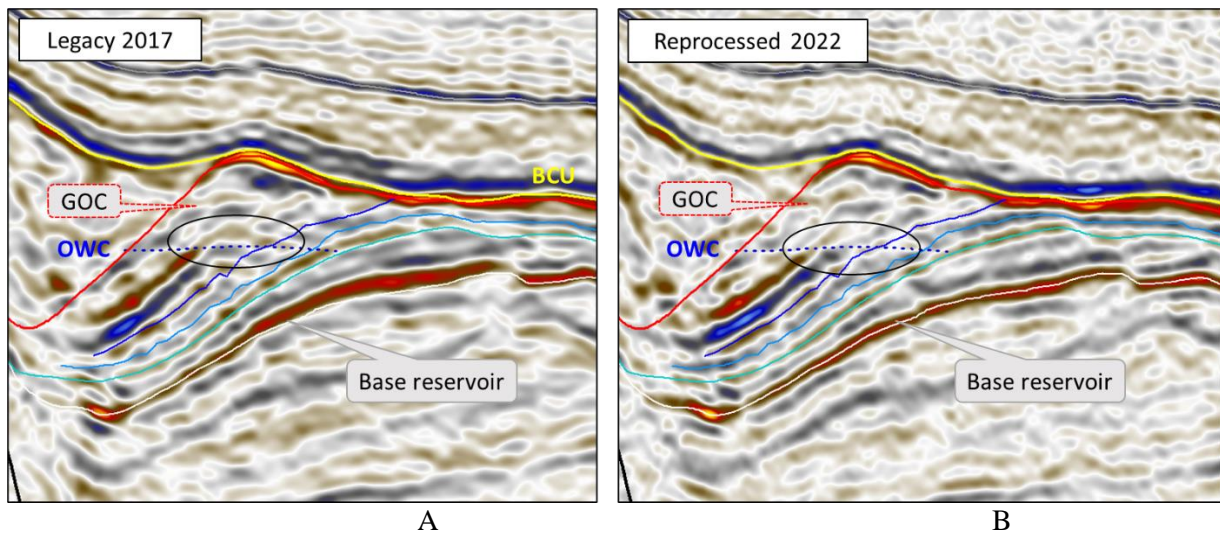 Legacy 2017
GOC
BCU
OWC
Base reservoir
A
Reprocessed 2022
GOC
OWC
Base reservoir
B